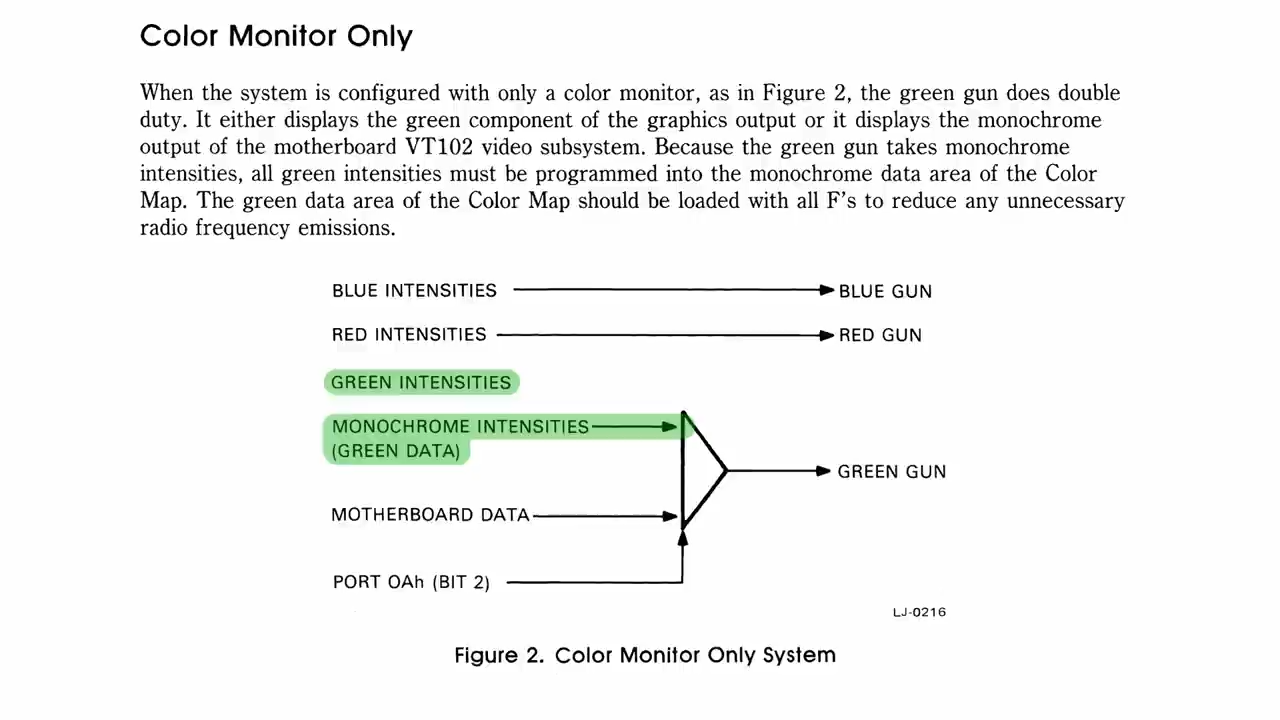 Color Monitor Only
When the system is configured with only a color monitor, as in Figure 2, the green gun does double
duty. It either displays the green component of the graphics output or it displays the monochrome
output of the motherboard VT102 video subsystem. Because the green gun takes monochrome
intensities, all green intensities must be programmed into the monochrome data area of the Color
Map. The green data area of the Color Map should be loaded with all F's to reduce any unnecessary
radio frequency emissions.
BLUE INTENSITIES
BLUE GUN
RED INTENSITIES
RED GUN
GREEN INTENSITIES
MONOCHROME INTENSITIES
(GREEN DATA)
GREEN GUN
MOTHERBOARD DATA
PORT OAh (BIT 2)
LJ-0216
Figure 2. Color Monitor Only System